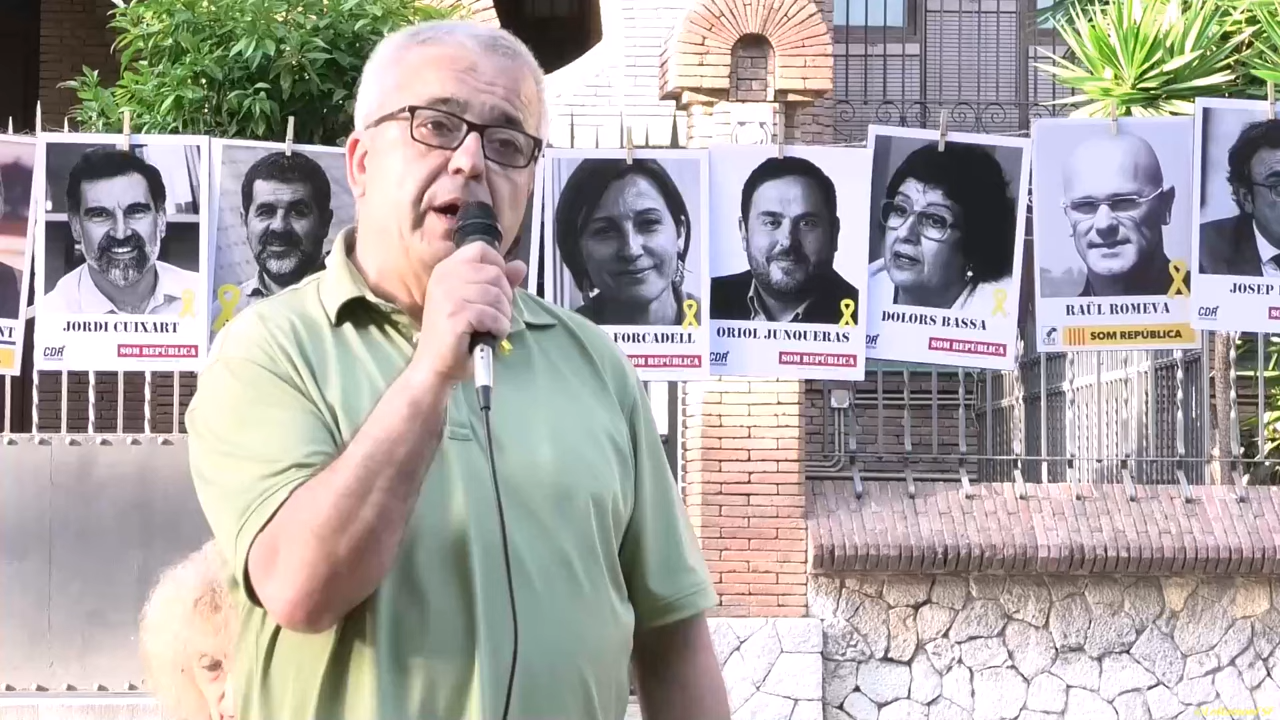 NT
JORDI CUIXART
CDR
SOM REPÚBLICA
FORCADELL
SOM REPÚBLICA
ORIOL JUNQUERAS
CDR
SOM REPÚBLICA
DOLORS BASSA
SOM REPÚBLICA
RAÜL ROMEVA
CDR
SOM REPÚBLICA
JOSEP
CDR